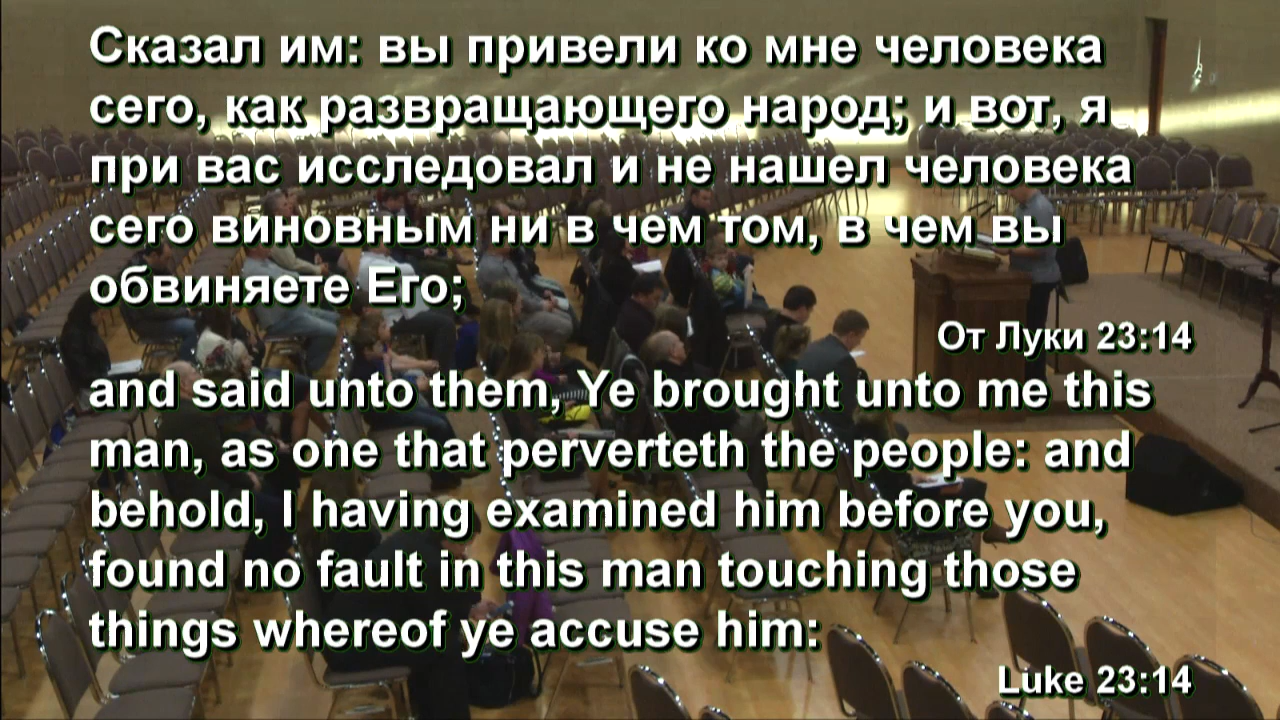 Сказал им: вы привели ко мне человека
сего, как развращающего народ; и вот, я
при вас исследовал и не нашел человека
сего виновным ни в чем том, в чем вы
обвиняете Его;
От Луки 23:14
and said unto them, Ye brought unto me this
man, as one that perverteth the people: and
behold, I having examined him before you,
found no fault in this man touching those
things whereof ye accuse him:
Luke 23:14